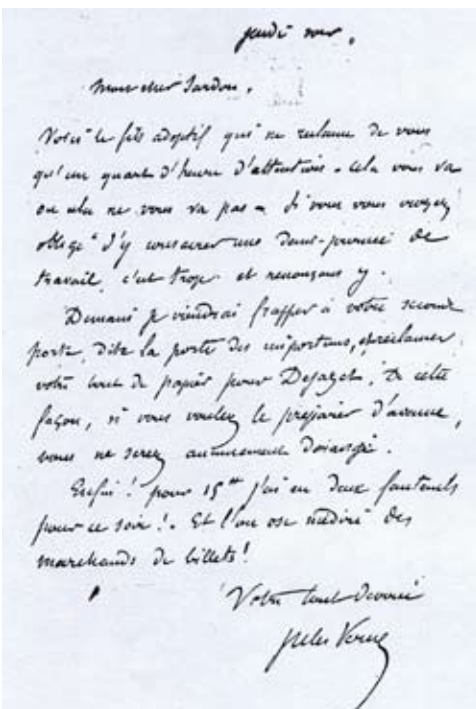 jeudi soir.
Mon cher Sardou,
Voici le fils adoptif qui ne réclame de vous
qu'un quart d'heure d'attention. Cela vous va
ou cela ne vous va pas – Si vous vous voyez
obligé d'y consacrer une demi-journée de
travail, c'est trop et renonçons y.
Demain je viendrai frapper à votre seconde
porte, dite la porte des importuns, et réclamer
votre bout de papier pour Dejazet, De cette
façon, si vous voulez le préparer d'avance,
vous ne serez aucunement dérangé.
Enfin! pour 15 ff j'ai eu deux fauteuils
pour ce soir!. Et l'on ose médire des
marchands de billets!
Votre tout dévoué
Jules Verne